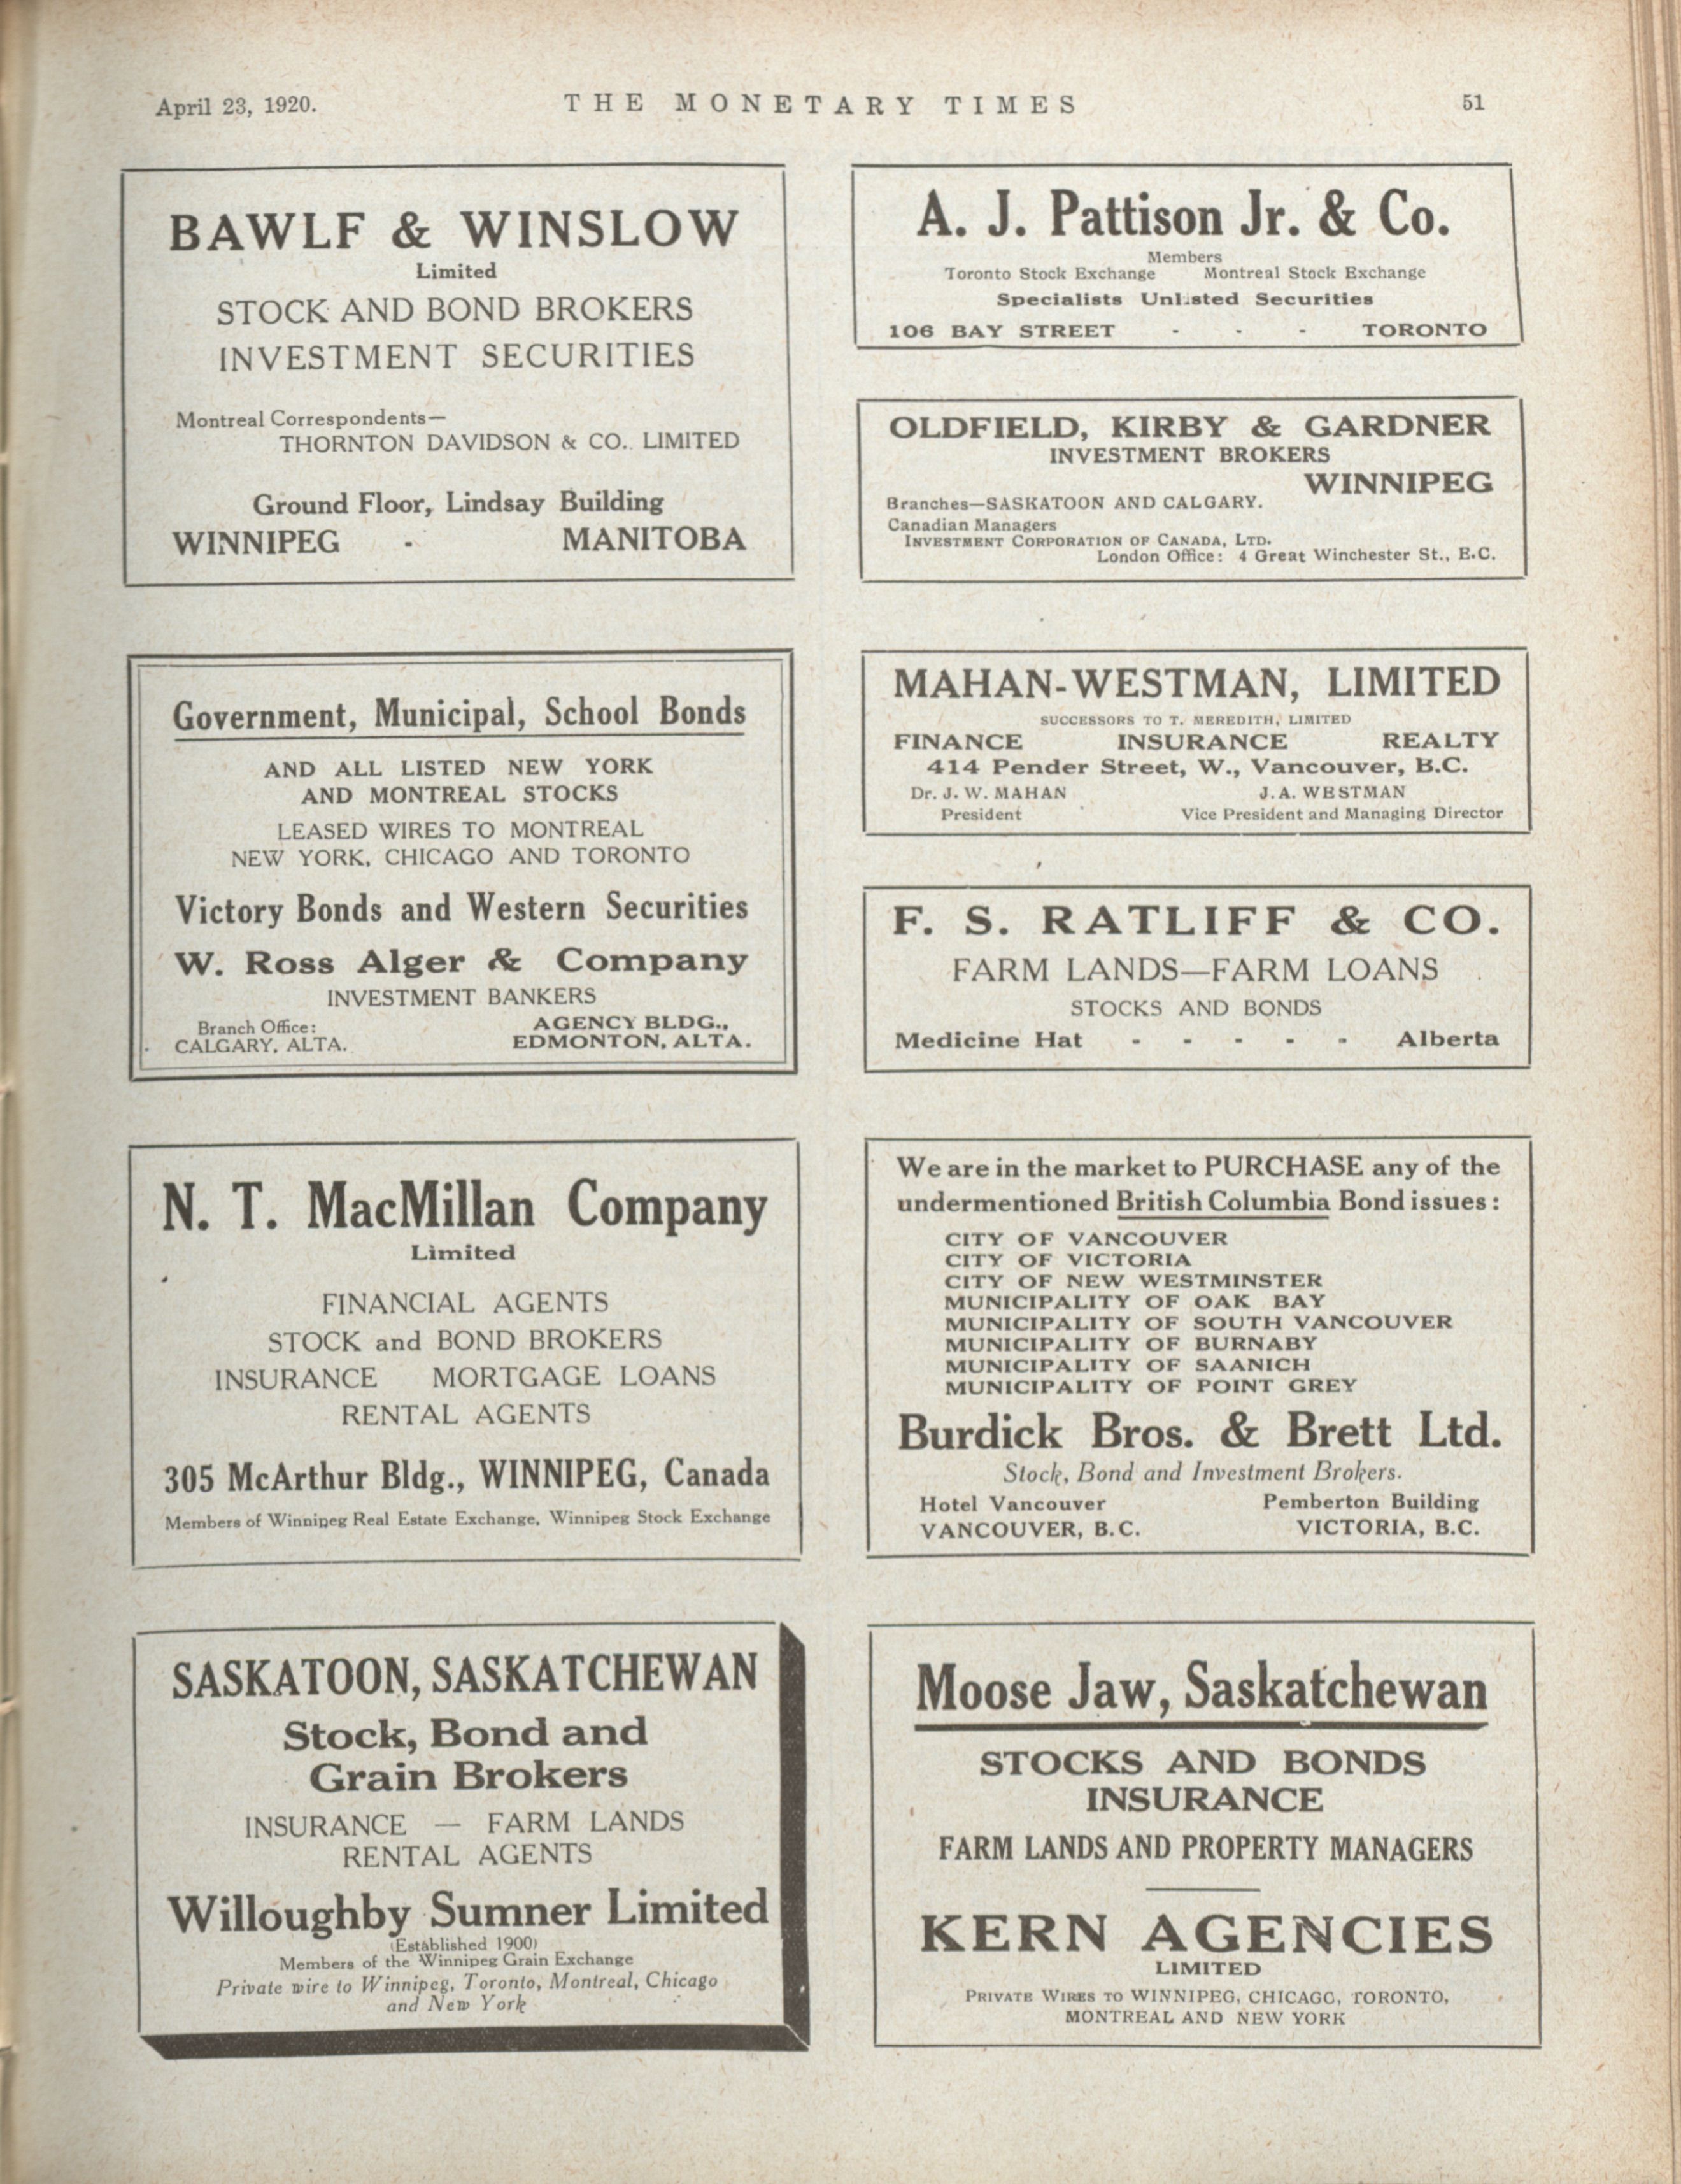 April 23, 1920.
THE MONETARY TIMES
51
BAWLF & WINSLOW
Limited
STOCK AND BOND BROKERS
INVESTMENT SECURITIES
Montreal Correspondents—
THORNTON DAVIDSON & CO. LIMITED
Ground Floor, Lindsay Building
WINNIPEG - MANITOBA
Government, Municipal, School Bonds
AND ALL LISTED NEW YORK
AND MONTREAL STOCKS
LEASED WIRES TO MONTREAL
NEW YORK, CHICAGO AND TORONTO
Victory Bonds and Western Securities
W. Ross Alger & Company
INVESTMENT BANKERS
Branch Office:
CALGARY, ALTA.
AGENCY BLDG.,
EDMONTON, ALTA.
N. T. MacMillan Company
Limited
FINANCIAL AGENTS
STOCK and BOND BROKERS
INSURANCE MORTGAGE LOANS
RENTAL AGENTS
305 McArthur Bldg., WINNIPEG, Canada
Members of Winnipeg Real Estate Exchange, Winnipeg Stock Exchange
SASKATOON, SASKATCHEWAN
Stock, Bond and
Grain Brokers
INSURANCE — FARM LANDS
RENTAL AGENTS
Willoughby Sumner Limited
(Established 1900)
Members of the Winnipeg Grain Exchange
Private wire to Winnipeg, Toronto, Montreal, Chicago
and New York
A. J. Pattison Jr. & Co.
Members
Toronto Stock Exchange Montreal Stock Exchange
Specialists Unlisted Securities
106 BAY STREET - - - TORONTO
OLDFIELD, KIRBY & GARDNER
INVESTMENT BROKERS
WINNIPEG
Branches—SASKATOON AND CALGARY.
Canadian Managers
INVESTMENT CORPORATION OF CANADA, LTD.
London Office: 4 Great Winchester St., E.C.
MAHAN-WESTMAN, LIMITED
SUCCESSORS TO T. MEREDITH, LIMITED
FINANCE INSURANCE REALTY
414 Pender Street, W., Vancouver, B.C.
Dr. J. W. MAHAN J. A. WESTMAN
President Vice President and Managing Director
F. S. RATLIFF & CO.
FARM LANDS—FARM LOANS
STOCKS AND BONDS
Medicine Hat - - - - - Alberta
We are in the market to PURCHASE any of the
undermentioned British Columbia Bond issues:
CITY OF VANCOUVER
CITY OF VICTORIA
CITY OF NEW WESTMINSTER
MUNICIPALITY OF OAK BAY
MUNICIPALITY OF SOUTH VANCOUVER
MUNICIPALITY OF BURNABY
MUNICIPALITY OF SAANICH
MUNICIPALITY OF POINT GREY
Burdick Bros. & Brett Ltd.
Stock, Bond and Investment Brokers.
Hotel Vancouver Pemberton Building
VANCOUVER, B.C. VICTORIA, B.C.
Moose Jaw, Saskatchewan
STOCKS AND BONDS
INSURANCE
FARM LANDS AND PROPERTY MANAGERS
KERN AGENCIES
LIMITED
PRIVATE WIRES TO WINNIPEG, CHICAGO, TORONTO,
MONTREAL AND NEW YORK